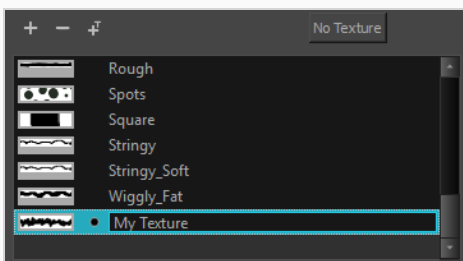 No Texture
Rough
Spots
Square
Stringy
Stringy_Soft
Wiggly_Fat
My Texture